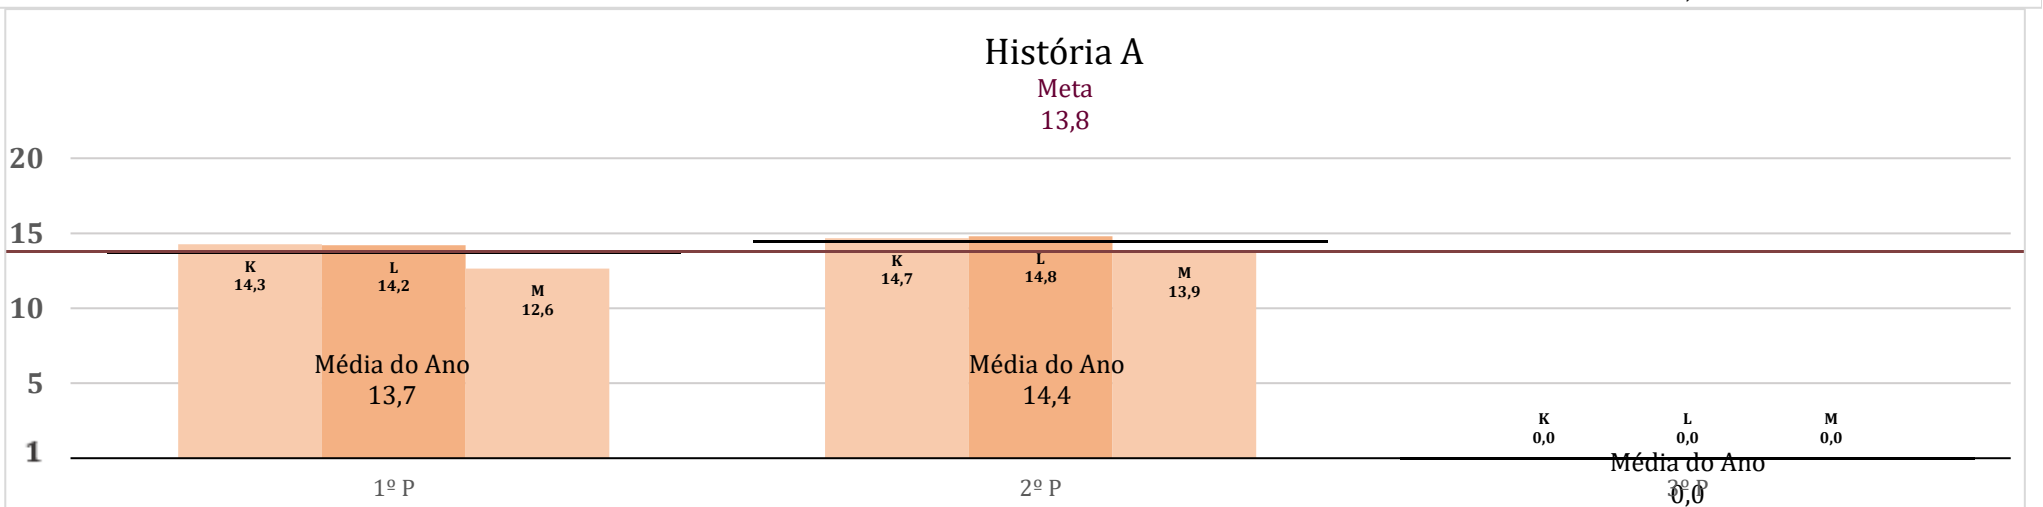 História A
Meta
13,8
20
15
10
5
1
K
14,3
L
14,2
M
12,6
Média do Ano
13,7
1º P
K
14,7
L
14,8
M
13,9
Média do Ano
14,4
2º P
K
0,0
L
0,0
M
0,0
Média do Ano
0,0
3º P